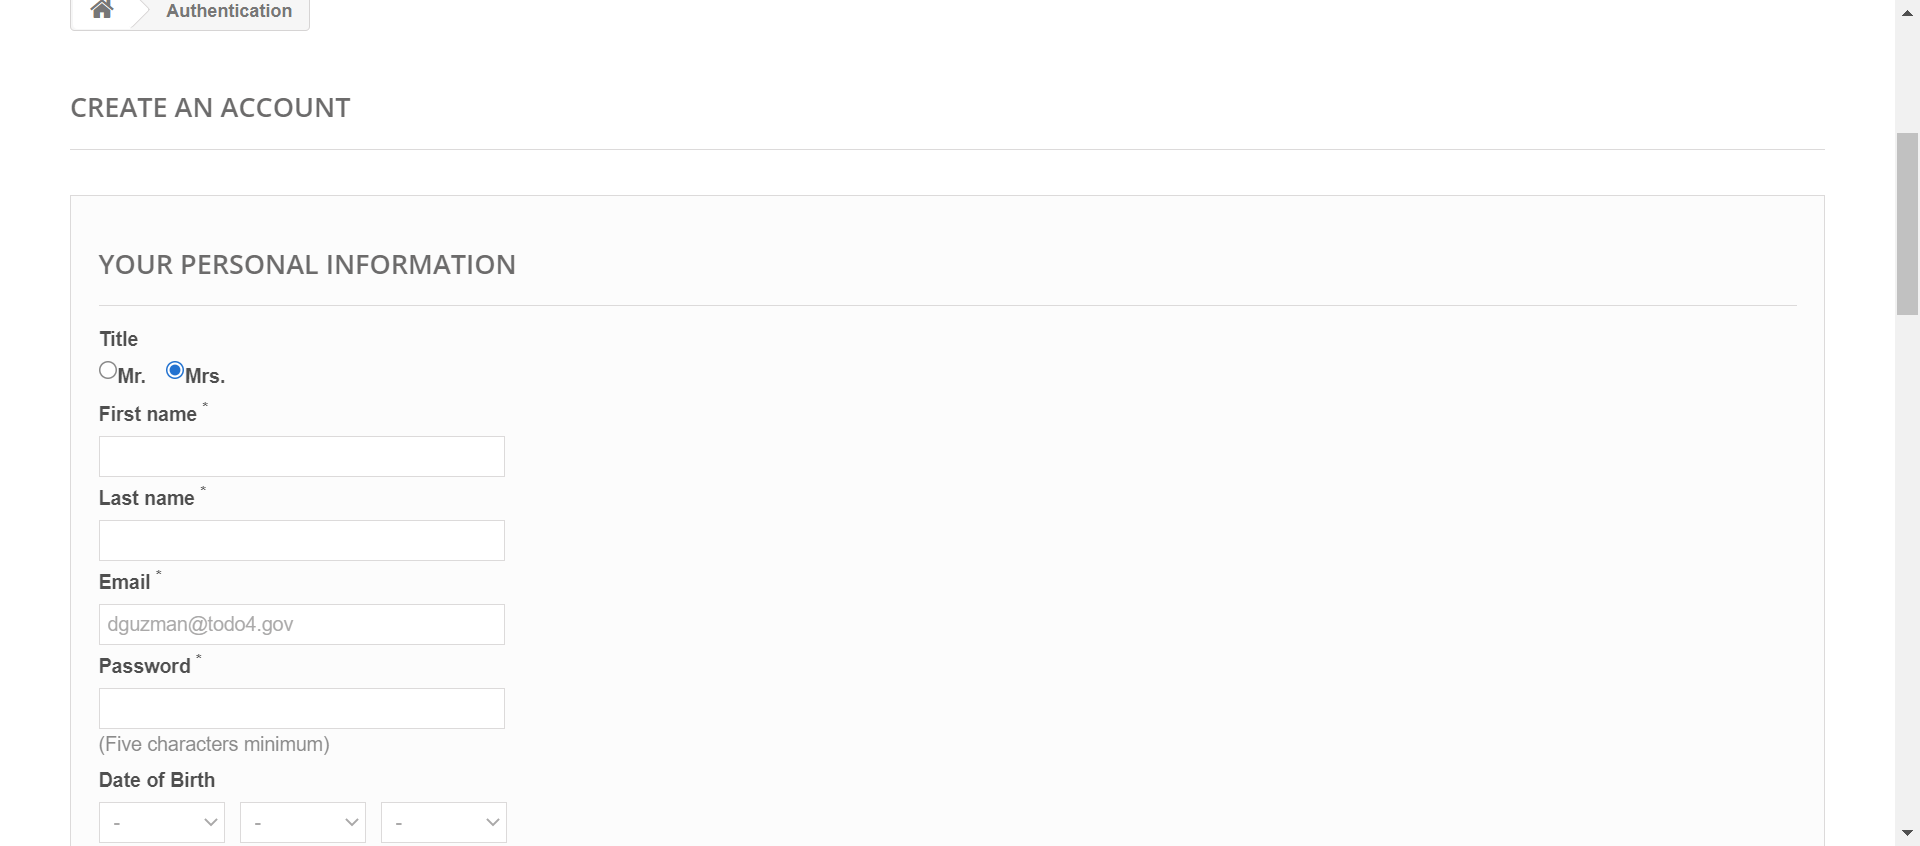 Authentication
CREATE AN ACCOUNT
YOUR PERSONAL INFORMATION
Title
Mr. Mrs.
First name *
Last name *
Email *
dguzman@todo4.gov
Password *
(Five characters minimum)
Date of Birth
- - -